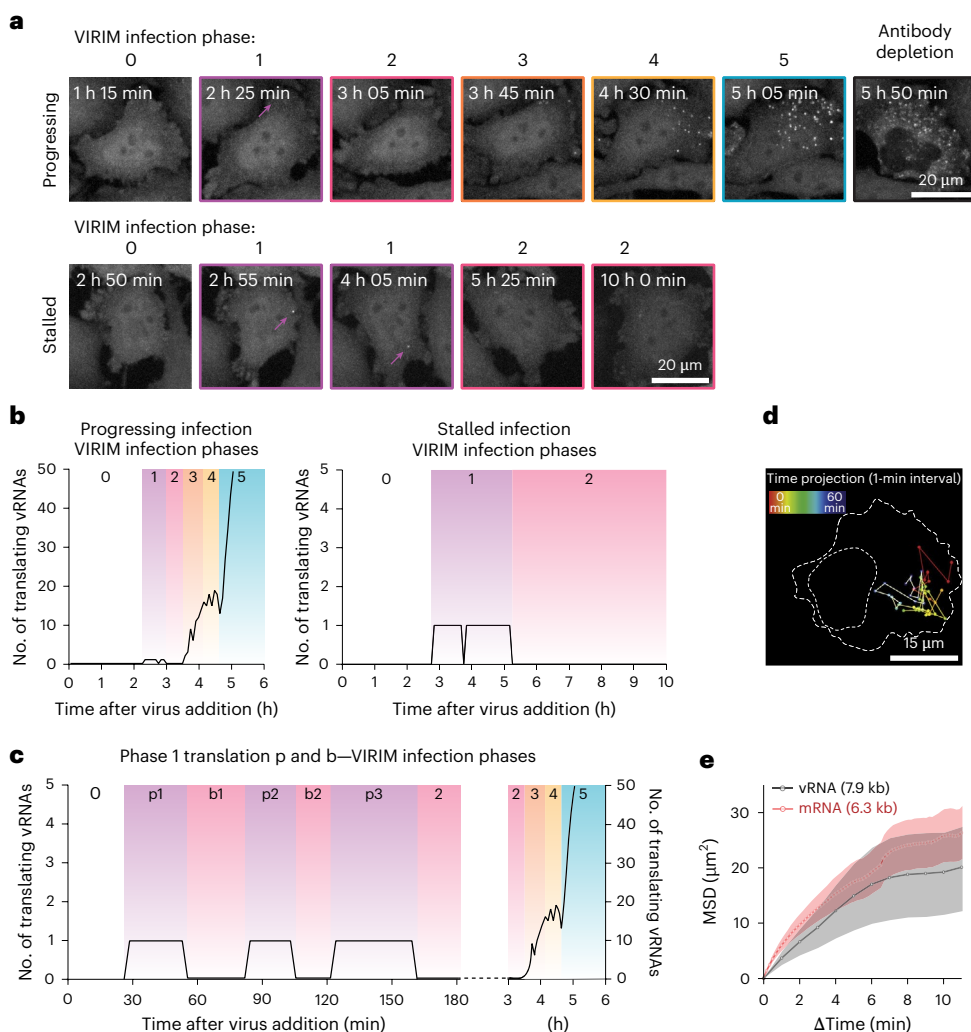 a
VIRIM infection phase:
0 1 2 3 4 5 Antibody depletion
Progressing
1 h 15 min 2 h 25 min 3 h 05 min 3 h 45 min 4 h 30 min 5 h 05 min 5 h 50 min
20 μm
VIRIM infection phase:
0 1 1 2 2
Stalled
2 h 50 min 2 h 55 min 4 h 05 min 5 h 25 min 10 h 0 min
20 μm
b
Progressing infection
VIRIM infection phases
No. of translating vRNAs
50
40
30
20
10
0
0 1 2 3 4 5
0 1 2 3 4 5 6
Time after virus addition (h)
Stalled infection
VIRIM infection phases
No. of translating vRNAs
5
4
3
2
1
0
0 1 2
0 1 2 3 4 5 6 7 8 9 10
Time after virus addition (h)
d
Time projection (1-min interval)
0 min
60 min
15 μm
c
Phase 1 translation p and b—VIRIM infection phases
No. of translating vRNAs
5
4
3
2
1
0
0 p1 b1 p2 b2 p3 2
2 3 4 5
50
40
30
20
10
0
No. of translating vRNAs
0 30 60 90 120 150 180
3 4 5 6
Time after virus addition (min)
(h)
e
vRNA (7.9 kb)
mRNA (6.3 kb)
MSD (μm²)
30
20
10
0
0 2 4 6 8 10
ΔTime (min)